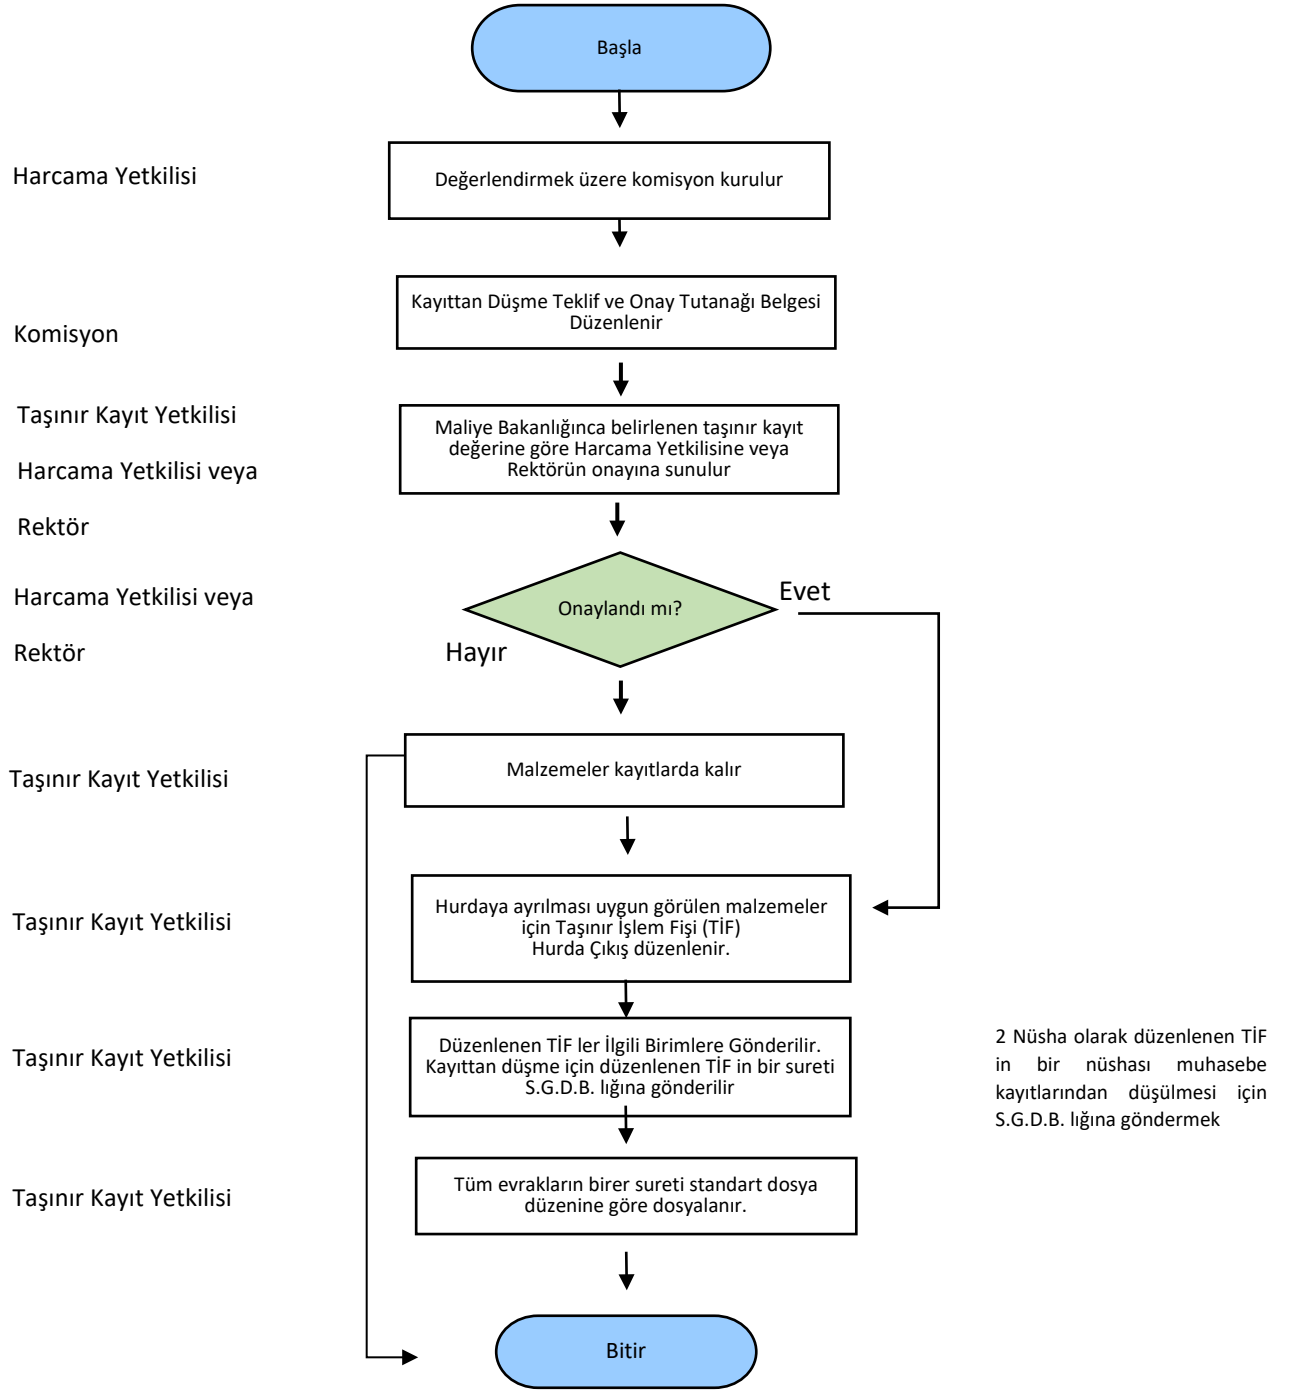 Başla
Harcama Yetkilisi
Değerlendirmek üzere komisyon kurulur
Komisyon
Kayıttan Düşme Teklif ve Onay Tutanağı Belgesi
Düzenlenir
Taşınır Kayıt Yetkilisi
Harcama Yetkilisi veya
Rektör
Maliye Bakanlığınca belirlenen taşınır kayıt
değerine göre Harcama Yetkilisine veya
Rektörün onayına sunulur
Harcama Yetkilisi veya
Rektör
Onaylandı mı?
Evet
Hayır
Taşınır Kayıt Yetkilisi
Malzemeler kayıtlarda kalır
Taşınır Kayıt Yetkilisi
Hurdaya ayrılması uygun görülen malzemeler
için Taşınır İşlem Fişi (TİF)
Hurda Çıkış düzenlenir.
Taşınır Kayıt Yetkilisi
Düzenlenen TİF ler İlgili Birimlere Gönderilir.
Kayıttan düşme için düzenlenen TİF in bir sureti
S.G.D.B. lığına gönderilir
2 Nüsha olarak düzenlenen TİF
in bir nüshası muhasebe
kayıtlarından düşülmesi için
S.G.D.B. lığına göndermek
Taşınır Kayıt Yetkilisi
Tüm evrakların birer sureti standart dosya
düzenine göre dosyalanır.
Bitir